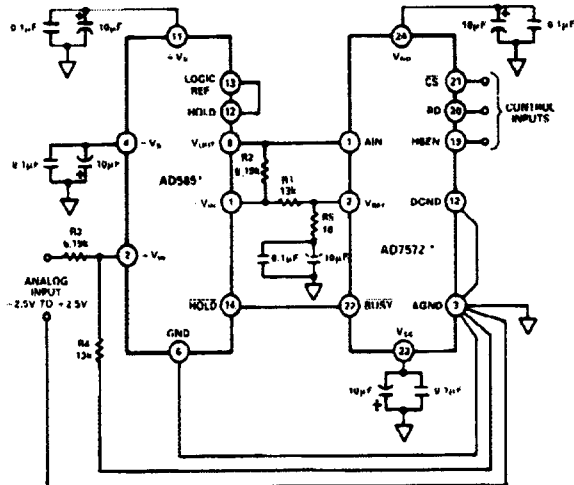 0.1µF
10µF
11
+VS
LOGIC REF
13
HOLD
12
4
-VS
0.1µF
10µF
AD585*
VOUT
8
R2
6.19k
1
AIN
-VIN
1
R1
13k
2
VREF
R5
10
0.1µF
10µF
R3
6.19k
2
+VIN
ANALOG
INPUT
-2.5V TO +2.5V
R4
13k
HOLD
14
22
BUSY
GND
6
10µF
0.1µF
24
VDD
CS
21
RD
20
HBEN
19
CONTROL
INPUTS
DGND
12
AD7572*
AGND
3
VSS
23
10µF
0.1µF